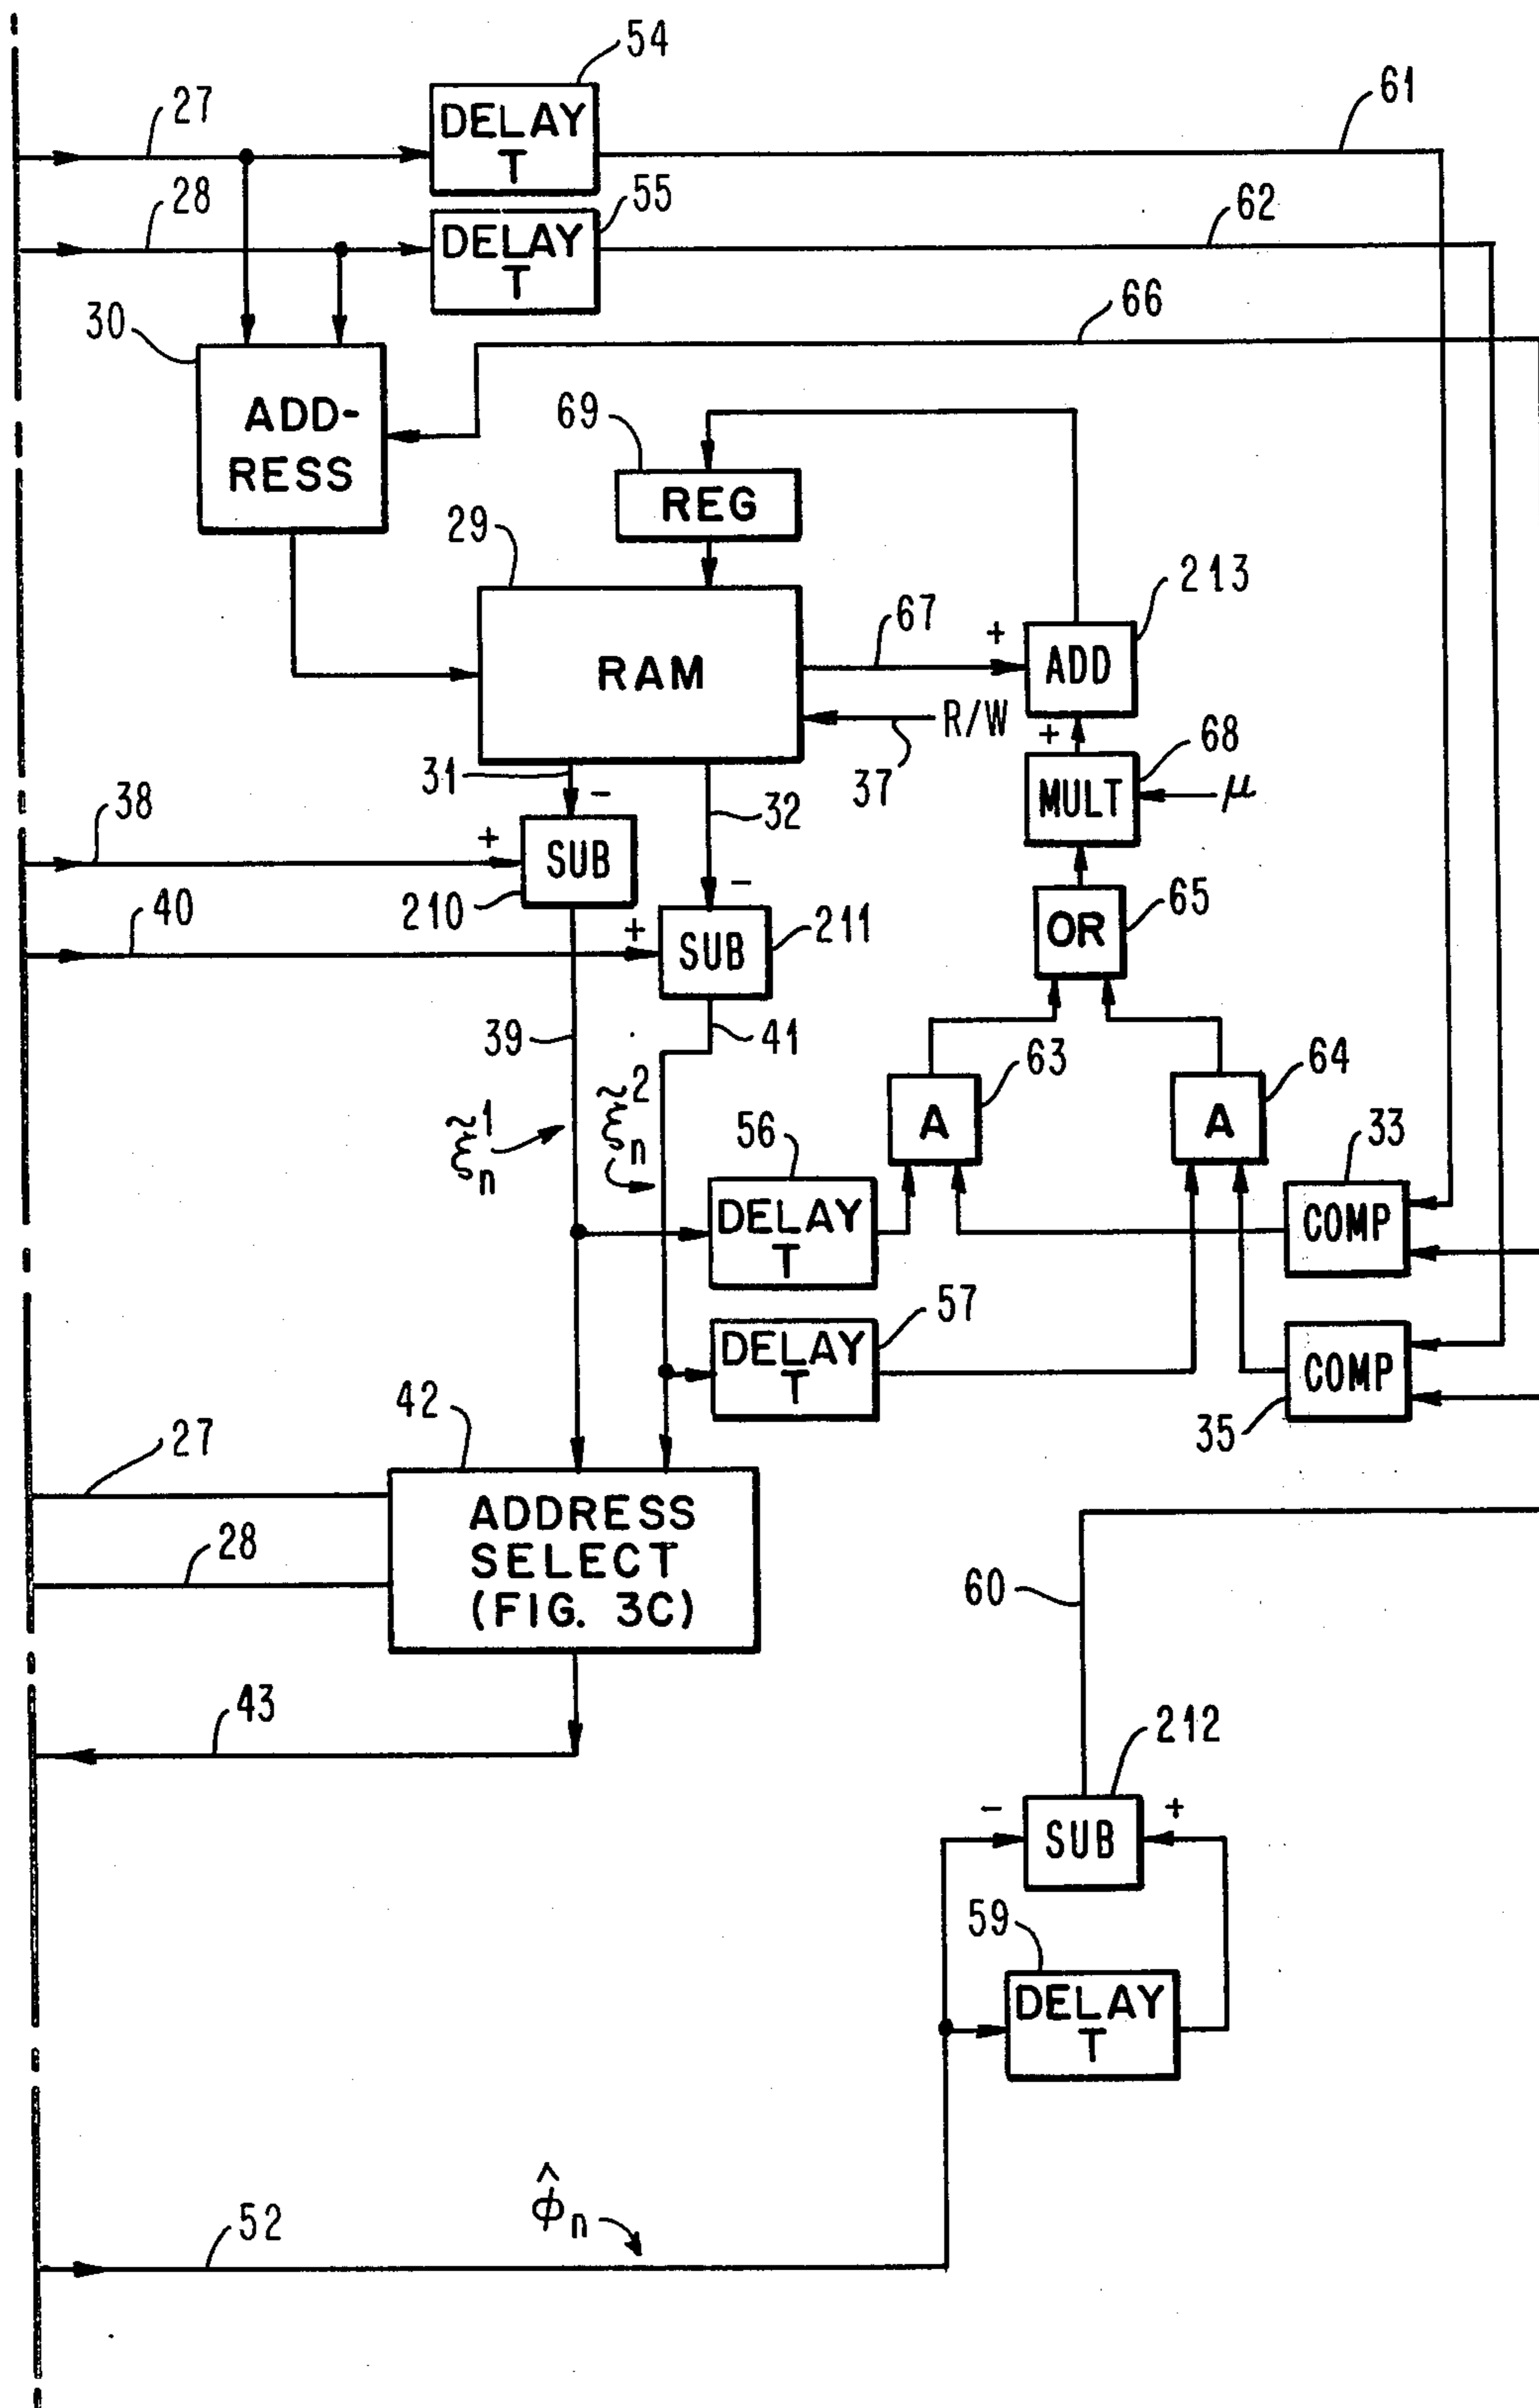 54
27
DELAY
T
61
28
55
DELAY
T
62
30
66
ADD-
RESS
69
REG
29
213
RAM
67
+
ADD
R/W
37
+
68
MULT
μ
31
-
32
38
+
SUB
210
-
40
+
SUB
211
OR
65
39
41
63
64
A
A
ξ̃n1
ξ̃n2
56
DELAY
T
33
COMP
57
DELAY
T
COMP
35
42
27
ADDRESS
SELECT
(FIG. 3C)
28
60
43
212
-
SUB
+
59
DELAY
T
52
ϕ̂n